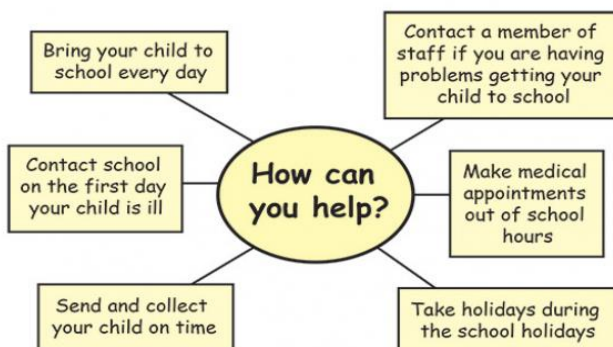 Bring your child to
school every day
Contact a member of
staff if you are having
problems getting your
child to school
Contact school
on the first day
your child is ill
How can
you help?
Make medical
appointments
out of school
hours
Send and collect
your child on time
Take holidays during
the school holidays